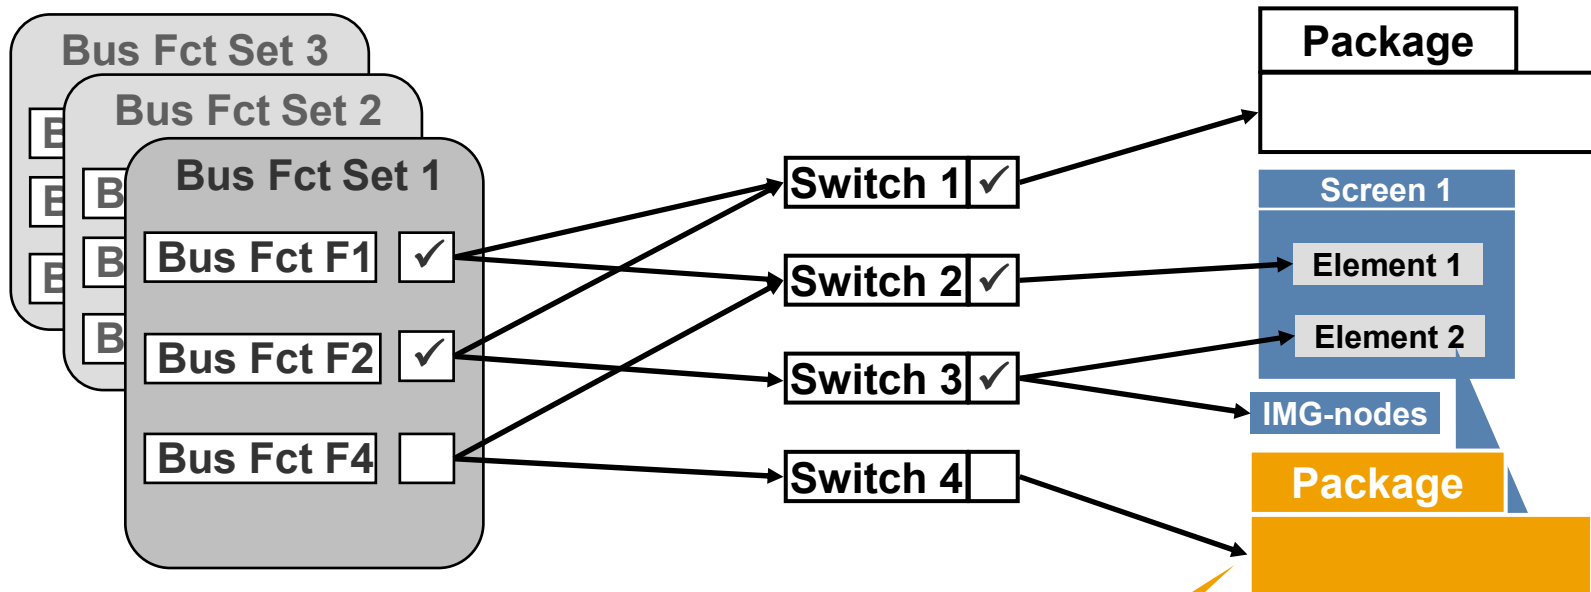 Bus Fct Set 3
Bus Fct Set 2
Bus Fct Set 1
B
B
B
B
B
B
Bus Fct F1
Bus Fct F2
Bus Fct F4
Switch 1
Switch 2
Switch 3
Switch 4
Package
Screen 1
Element 1
Element 2
IMG-nodes
Package